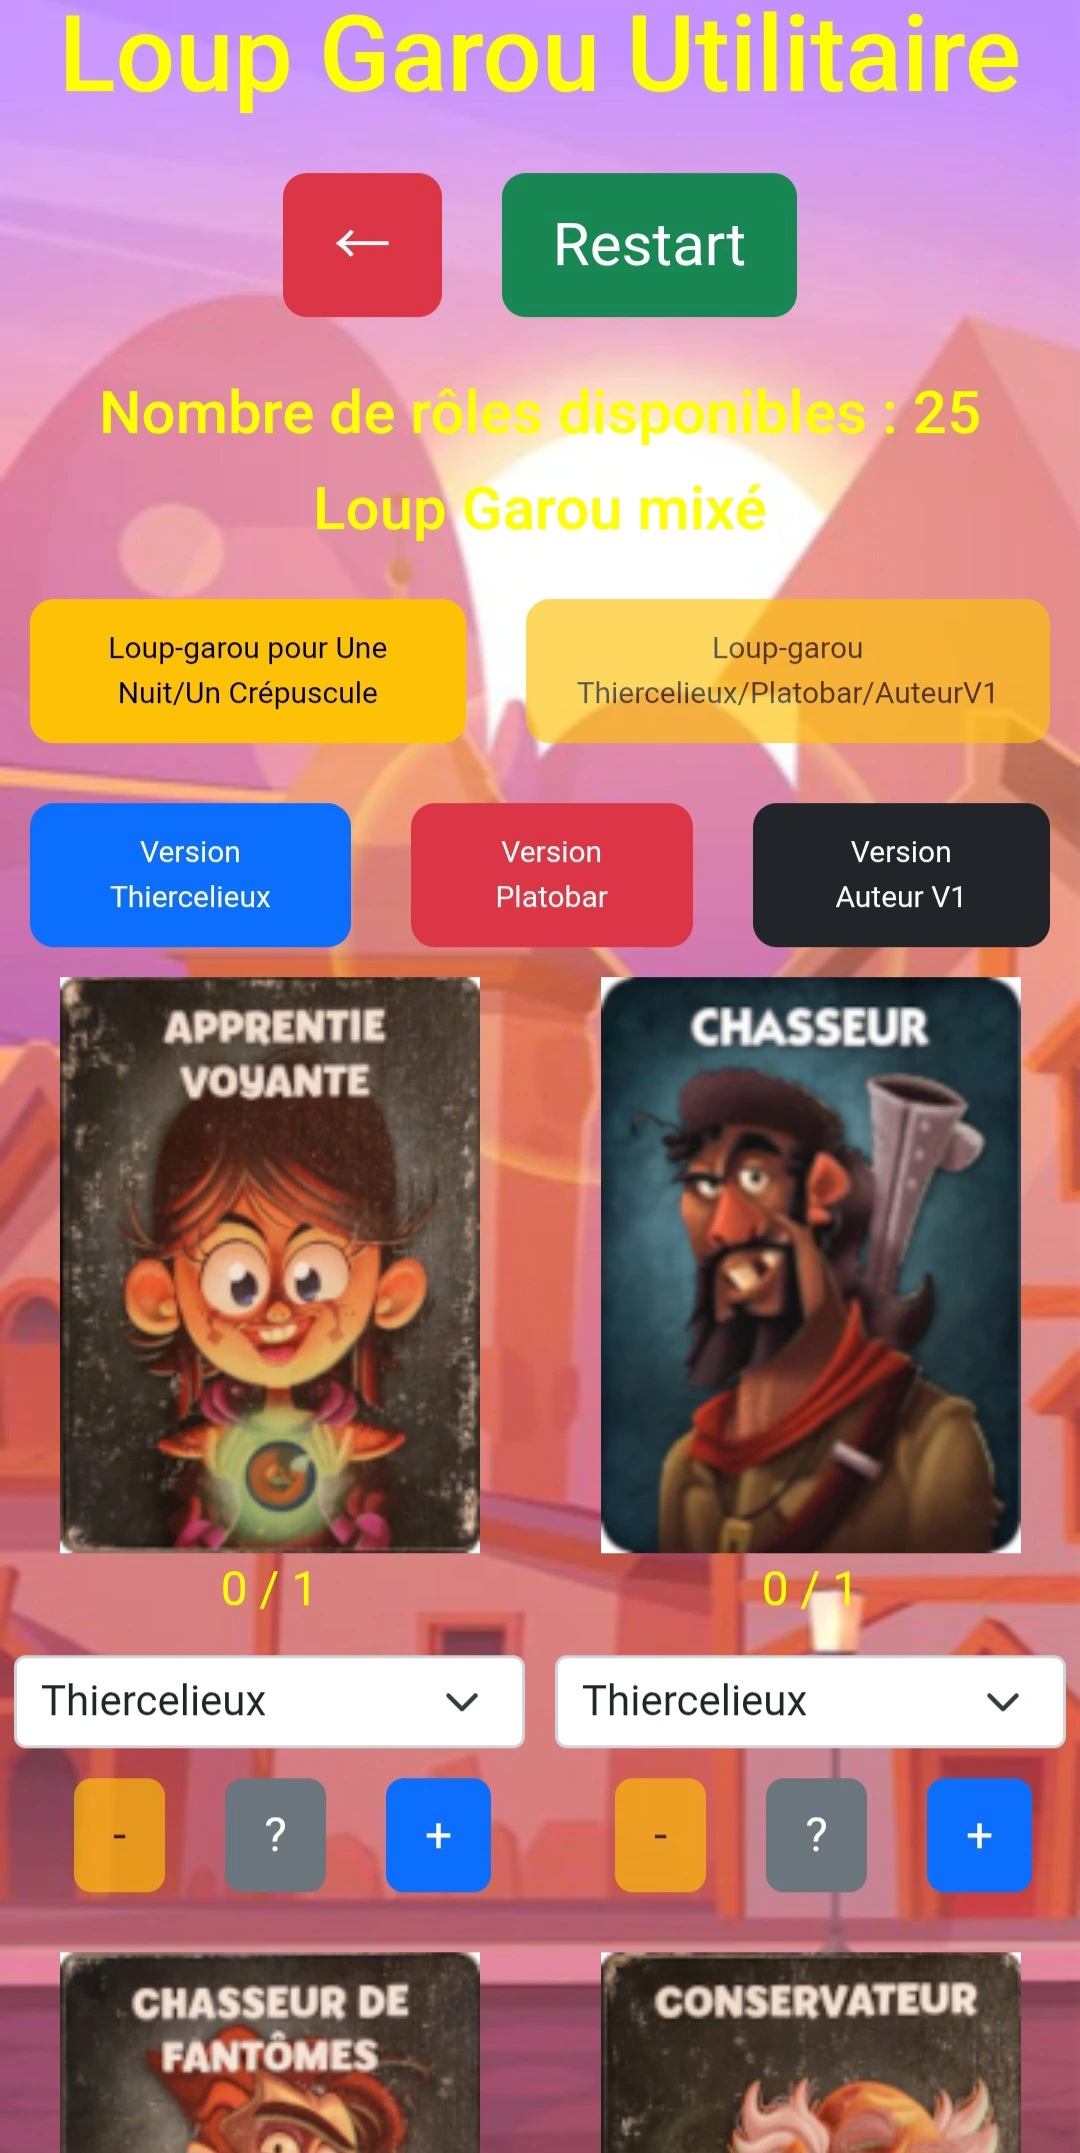 Loup Garou Utilitaire
← Restart
Nombre de rôles disponibles : 25
Loup Garou mixé
Loup-garou pour Une
Nuit/Un Crépuscule
Loup-garou
Thiercelieux/Platobar/AuteurV1
Version
Thiercelieux
Version
Platobar
Version
Auteur V1
APPRENTIE
VOYANTE
CHASSEUR
0 / 1
0 / 1
Thiercelieux
Thiercelieux
- ? +
- ? +
CHASSEUR DE
FANTÔMES
CONSERVATEUR